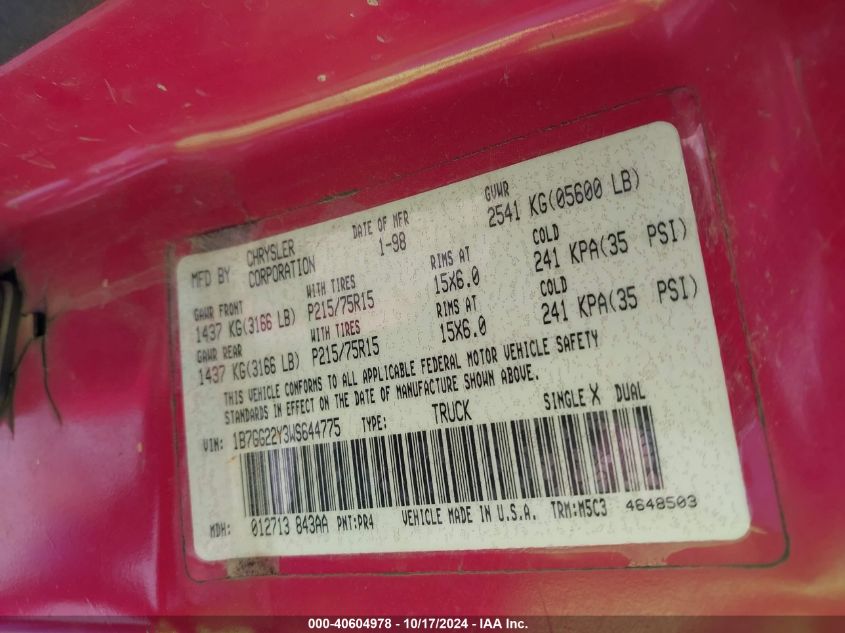 MFD BY CHRYSLER CORPORATION DATE OF MFR 1-98 GVWR 2541 KG(05600 LB)
GAWR FRONT WITH TIRES RIMS AT COLD
1437 KG(3166 LB) P215/75R15 15X6.0 241 KPA(35 PSI)
GAWR REAR WITH TIRES RIMS AT COLD
1437 KG(3166 LB) P215/75R15 15X6.0 241 KPA(35 PSI)
THIS VEHICLE CONFORMS TO ALL APPLICABLE FEDERAL MOTOR VEHICLE SAFETY
STANDARDS IN EFFECT ON THE DATE OF MANUFACTURE SHOWN ABOVE.
VIN: 1B7GG22Y3WS644775 TYPE: TRUCK SINGLE X DUAL
MDH: 012713 843AA PNT:PR4 VEHICLE MADE IN U.S.A. TRM:M5C3 4648503
000-40604978 - 10/17/2024 - IAA Inc.